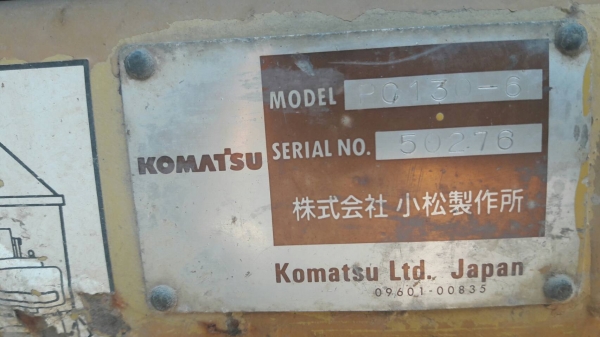 MODEL
KOMATSU
SERIAL NO. 50276
株式会社 小松製作所
Komatsu Ltd. Japan
09601-00835